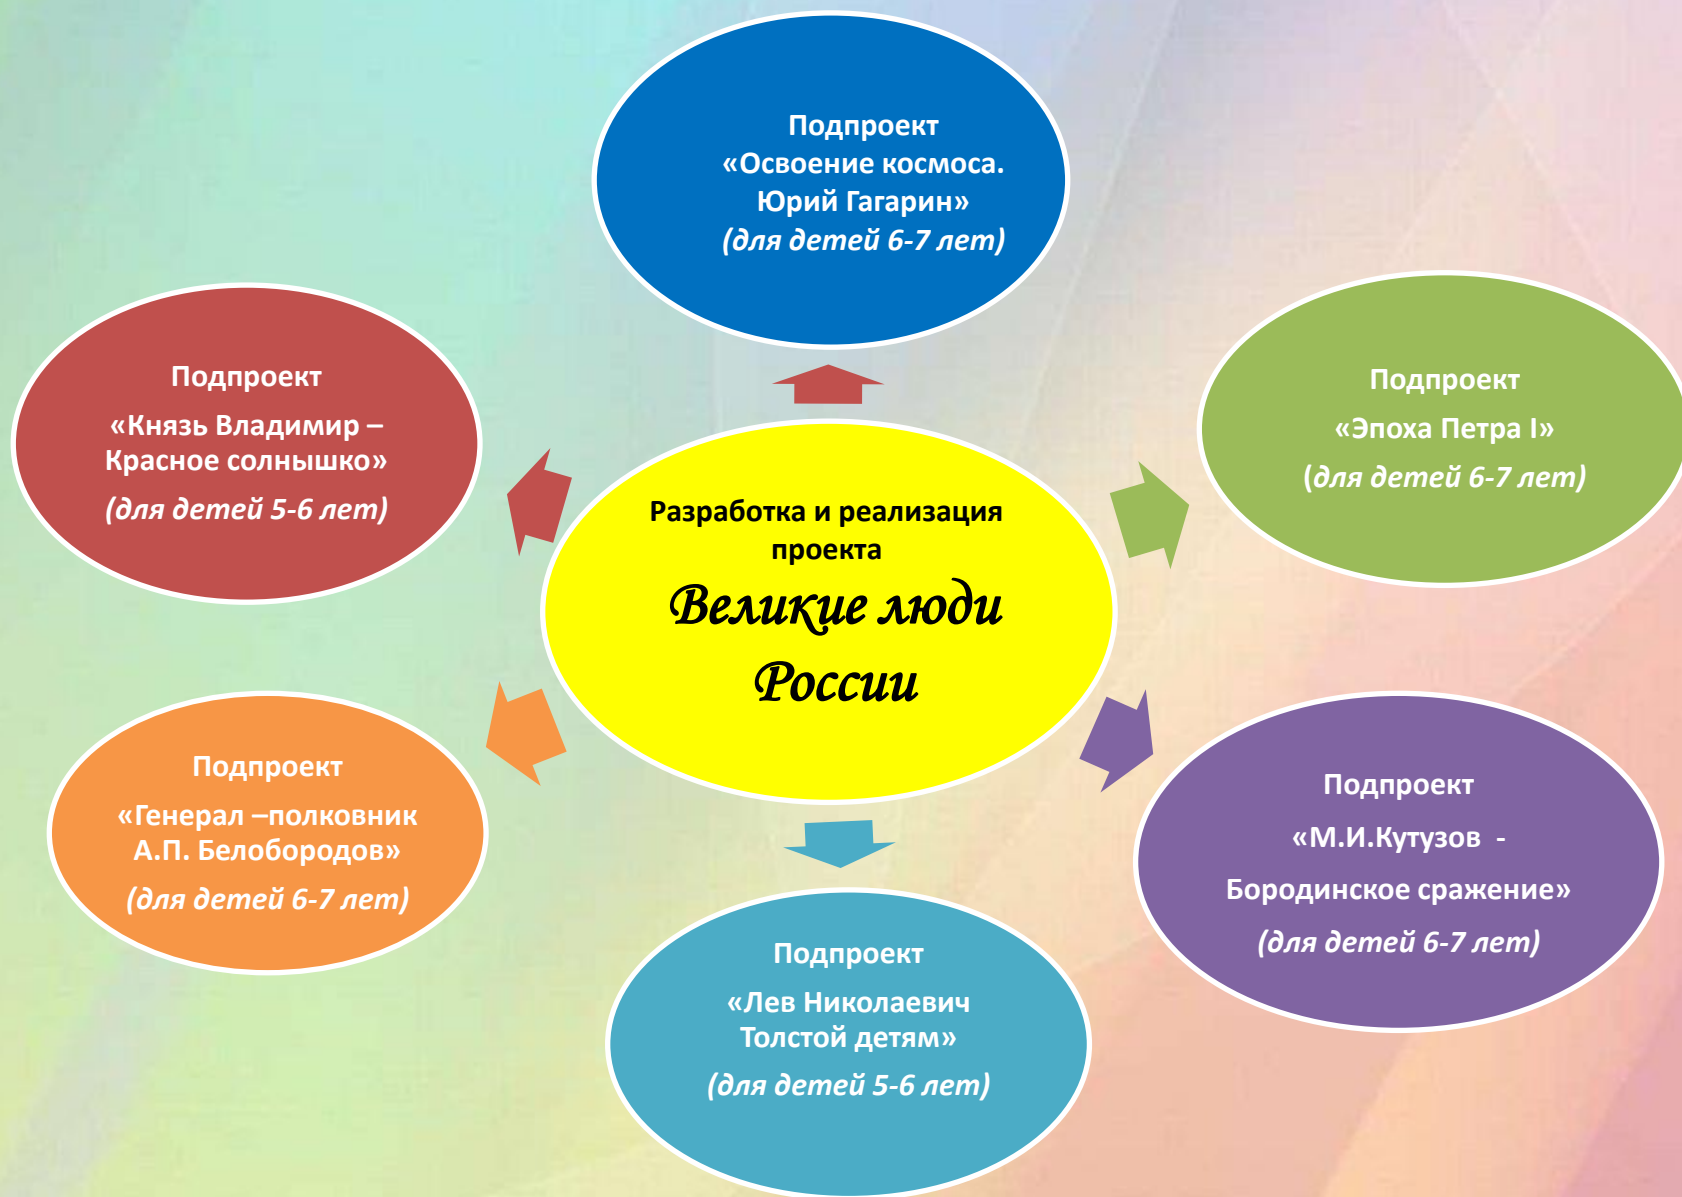 Подпроект
«Освоение космоса.
Юрий Гагарин»
(для детей 6-7 лет)
Подпроект
«Князь Владимир –
Красное солнышко»
(для детей 5-6 лет)
Подпроект
«Эпоха Петра I»
(для детей 6-7 лет)
Разработка и реализация
проекта
Великие люди
России
Подпроект
«Генерал –полковник
А.П. Белобородов»
(для детей 6-7 лет)
Подпроект
«М.И.Кутузов -
Бородинское сражение»
(для детей 6-7 лет)
Подпроект
«Лев Николаевич
Толстой детям»
(для детей 5-6 лет)